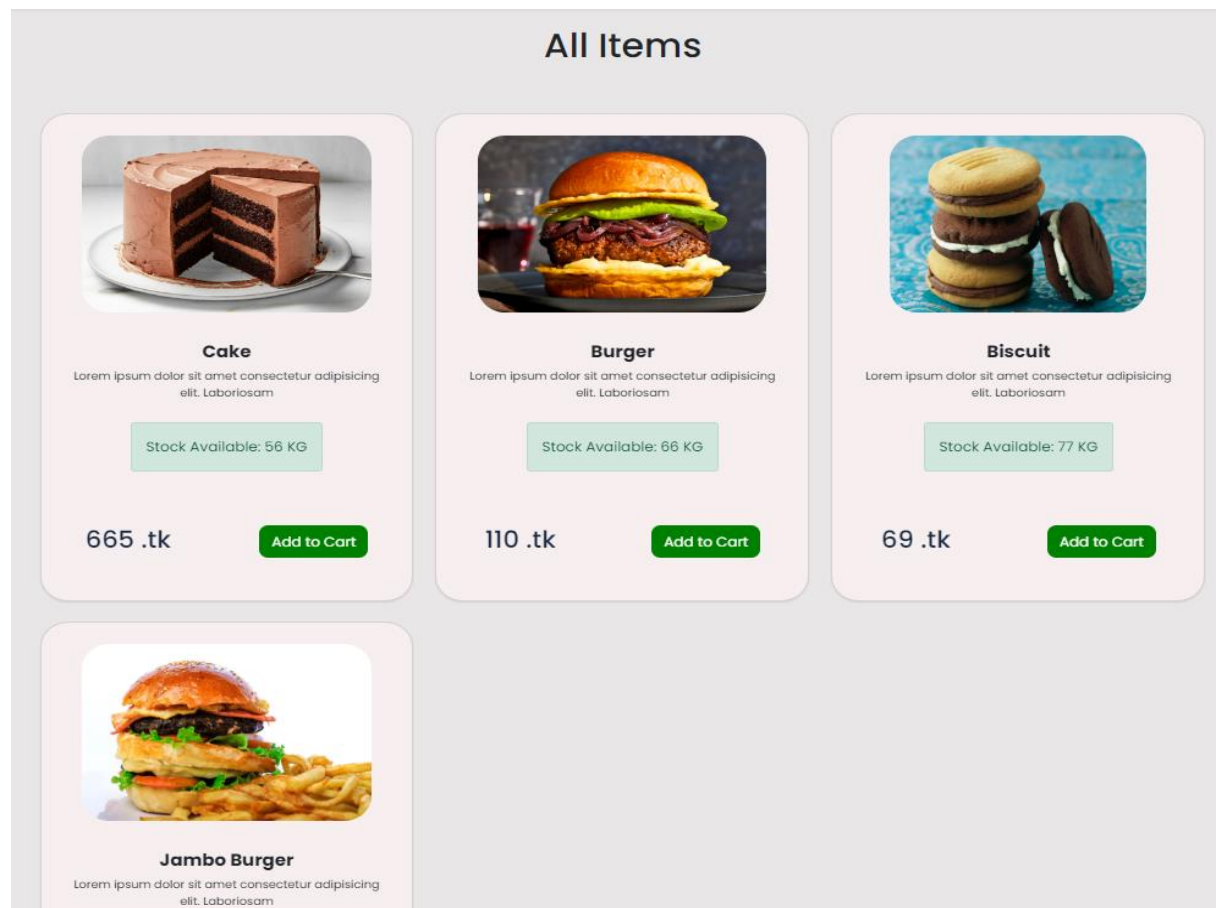 All Items
Cake
Lorem ipsum dolor sit amet consectetur adipisicing
elit. Laboriosam
Stock Available: 56 KG
665 .tk
Add to Cart
Burger
Lorem ipsum dolor sit amet consectetur adipisicing
elit. Laboriosam
Stock Available: 66 KG
110 .tk
Add to Cart
Biscuit
Lorem ipsum dolor sit amet consectetur adipisicing
elit. Laboriosam
Stock Available: 77 KG
69 .tk
Add to Cart
Jambo Burger
Lorem ipsum dolor sit amet consectetur adipisicing
elit. Laboriosam